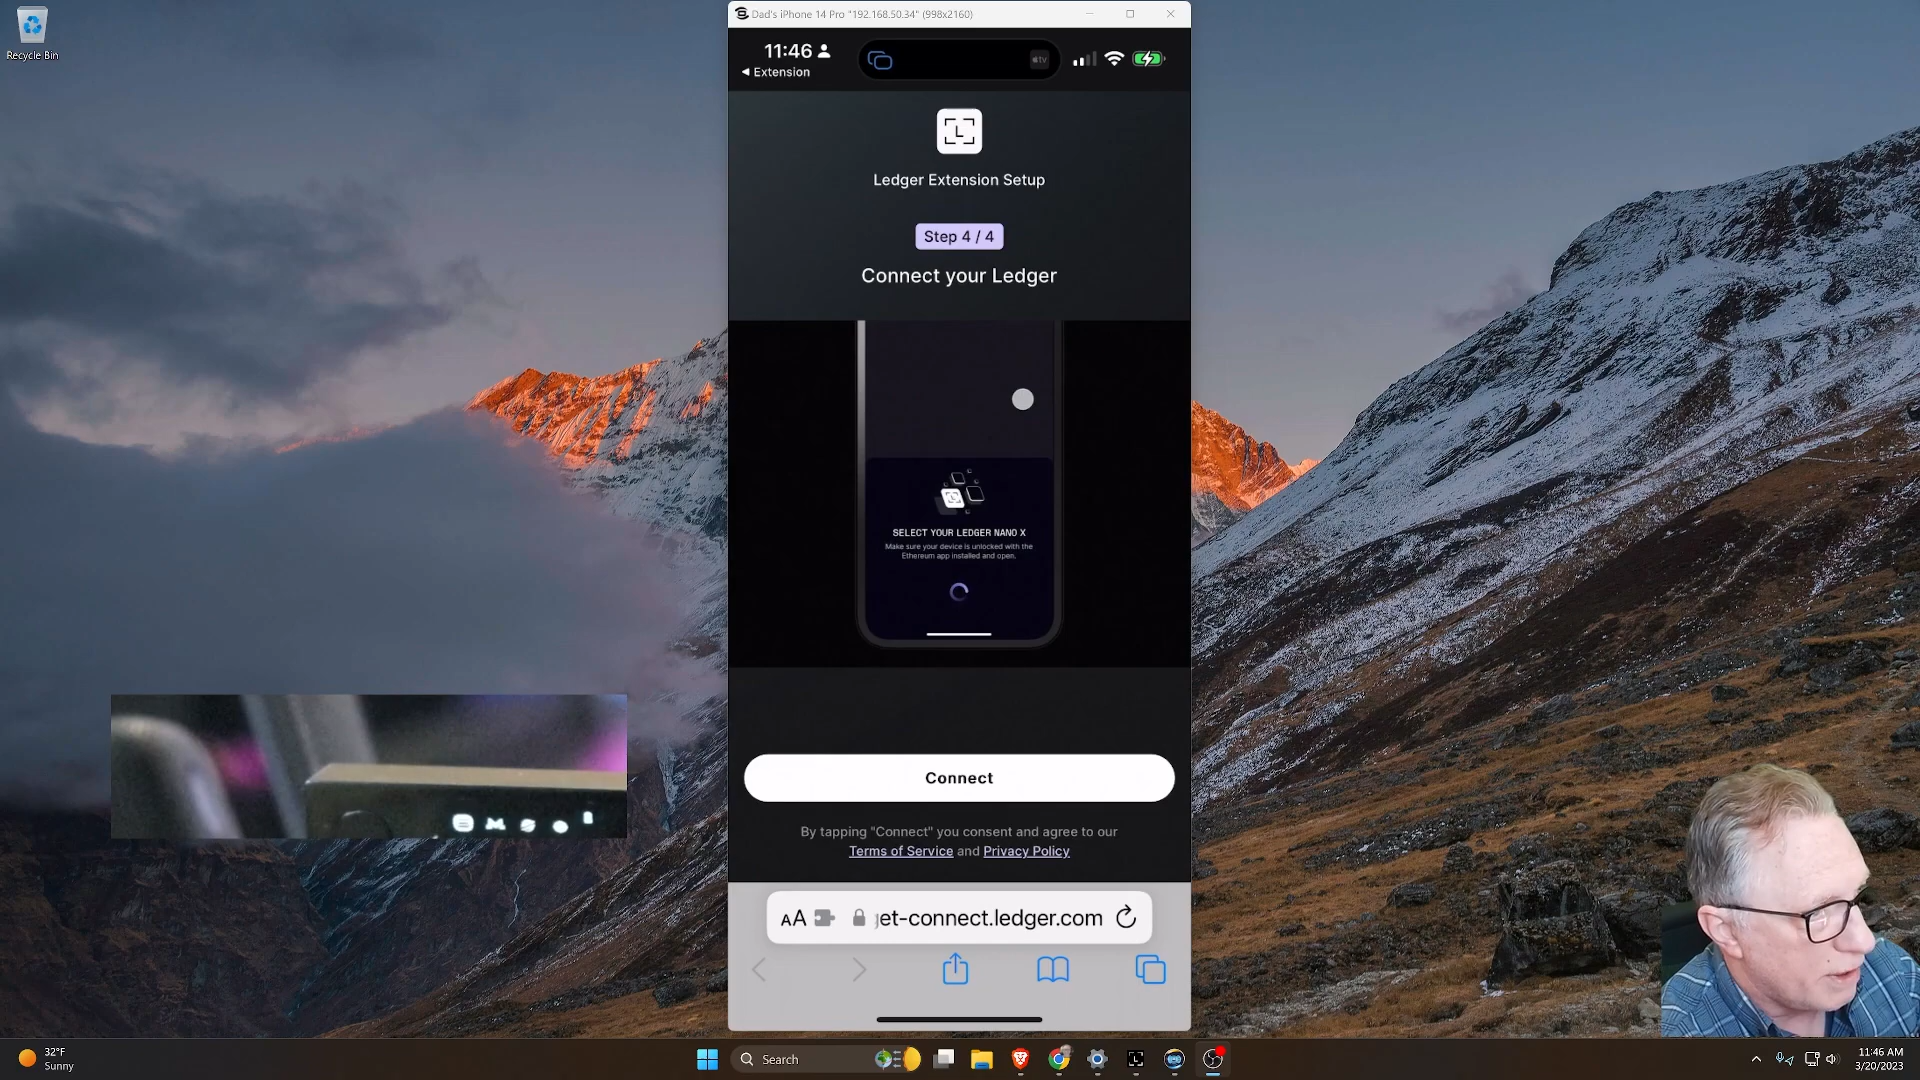 Recycle Bin
Dad's iPhone 14 Pro "192.168.50.34" (998x2160)
11:46
◀ Extension
tv
L
Ledger Extension Setup
Step 4 / 4
Connect your Ledger
SELECT YOUR LEDGER NANO X
Make sure your device is unlocked with the
Ethereum app installed and open.
Connect
By tapping "Connect" you consent and agree to our
Terms of Service and Privacy Policy
AA et-connect.ledger.com
32°F
Sunny
Search
11:46 AM
3/20/2023